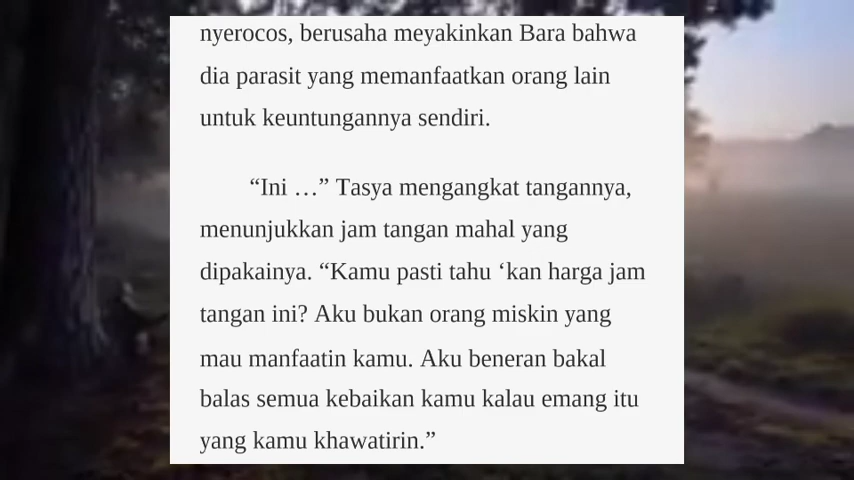 nyerocos, berusaha meyakinkan Bara bahwa
dia parasit yang memanfaatkan orang lain
untuk keuntungannya sendiri.
“Ini …” Tasya mengangkat tangannya,
menunjukkan jam tangan mahal yang
dipakainya. “Kamu pasti tahu ‘kan harga jam
tangan ini? Aku bukan orang miskin yang
mau manfaatin kamu. Aku beneran bakal
balas semua kebaikan kamu kalau emang itu
yang kamu khawatirin.”